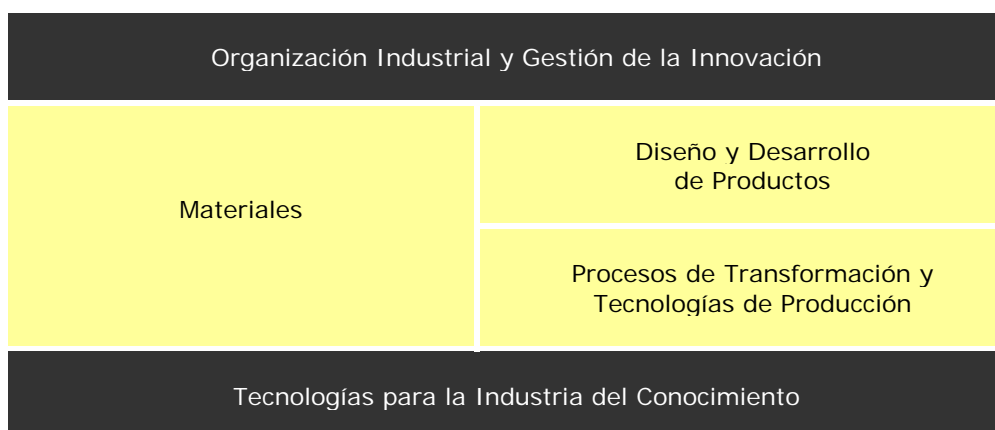 Organización Industrial y Gestión de la Innovación
Materiales
Diseño y Desarrollo
de Productos
Procesos de Transformación y
Tecnologías de Producción
Tecnologías para la Industria del Conocimiento